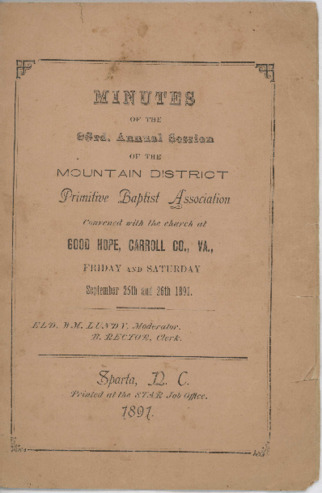 MINUTES
OF THE
93rd. Annual Session
OF THE
MOUNTAIN DISTRICT
Primitive Baptist Association
Convened with the church at
GOOD HOPE, CARROLL CO., VA.,
FRIDAY AND SATURDAY
September 25th and 26th 1891.
ELD. WM. LUNDY, Moderator.
R. RECTOR, Clerk.
Sparta, N. C.
Printed at the STAR Job Office.
1891.